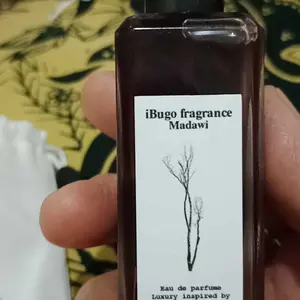 iBugo fragrance
Madawi
Eau de parfume
Luxury inspired by